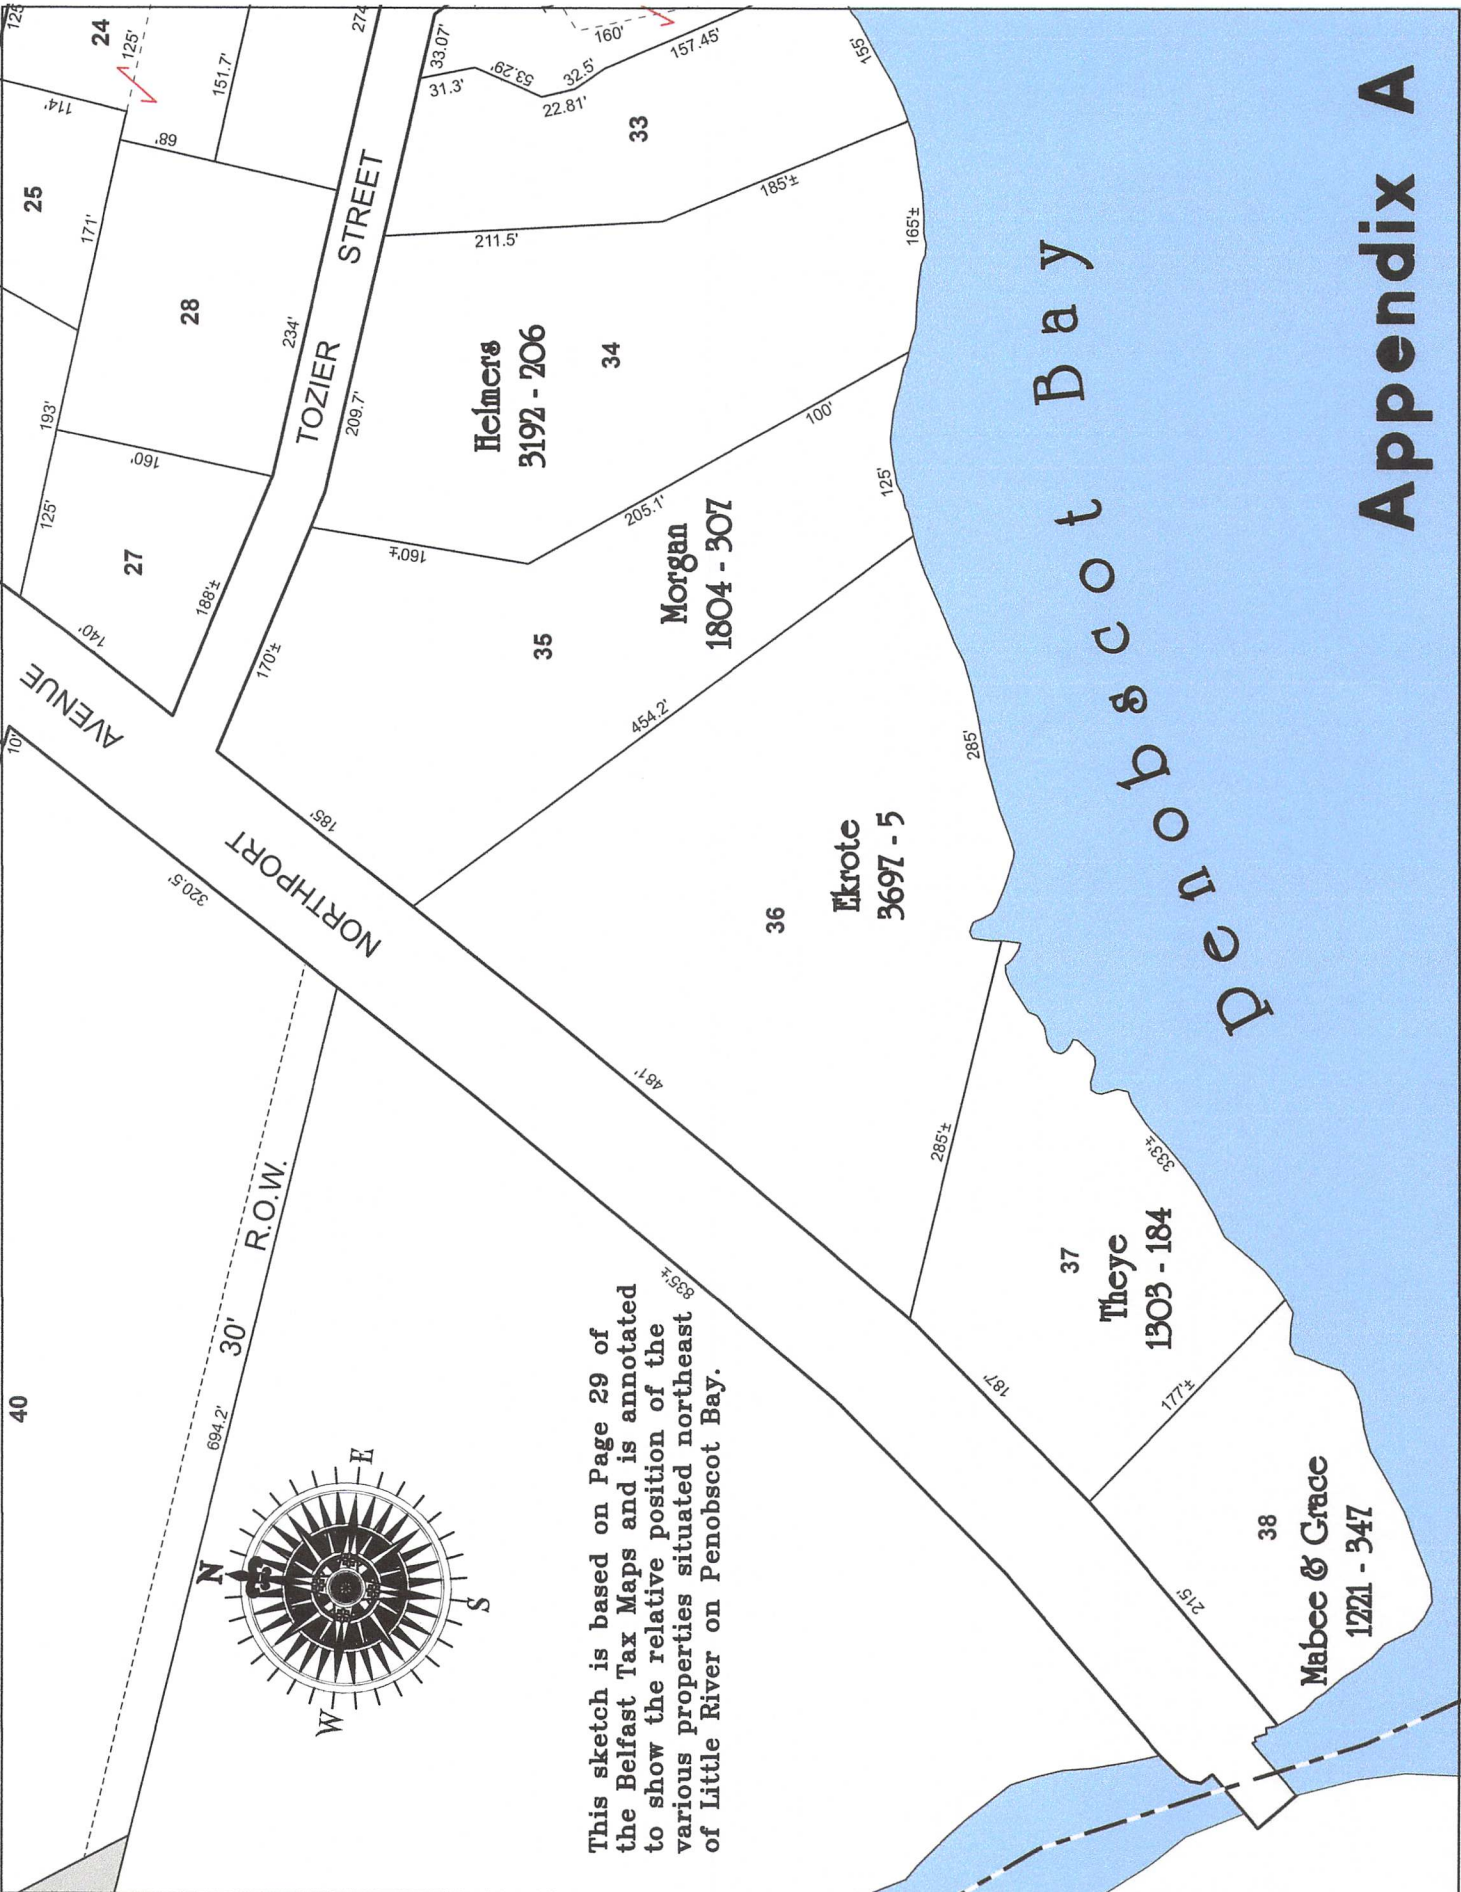 Appendix A
This sketch is based on Page 29 of
the Belfast Tax Maps and is annotated
to show the relative position of the
various properties situated northeast
of Little River on Penobscot Bay.
N
E
S
W
40
30' R.O.W.
694.2'
NORTHPORT AVENUE
TOZIER STREET
Penobscot Bay
24
125'
125'
114'
151.7'
68'
274
25
171'
28
193'
234'
160'
125'
27
188'±
140'
10'
320.5'
835'±
33.07'
31.3'
53.29'
22.81'
32.5'
160'
157.45'
155'
33
211.5'
185'±
165'±
Helmers
3192 - 206
34
209.7'
100'
205.1'
160'±
125'
Morgan
1804 - 307
35
170'±
185'
454.2'
285'
Ekrote
3697 - 5
36
481'
285'±
37
Theye
1303 - 184
333'±
187'
177'±
38
Mabee & Grace
1221 - 347
215'